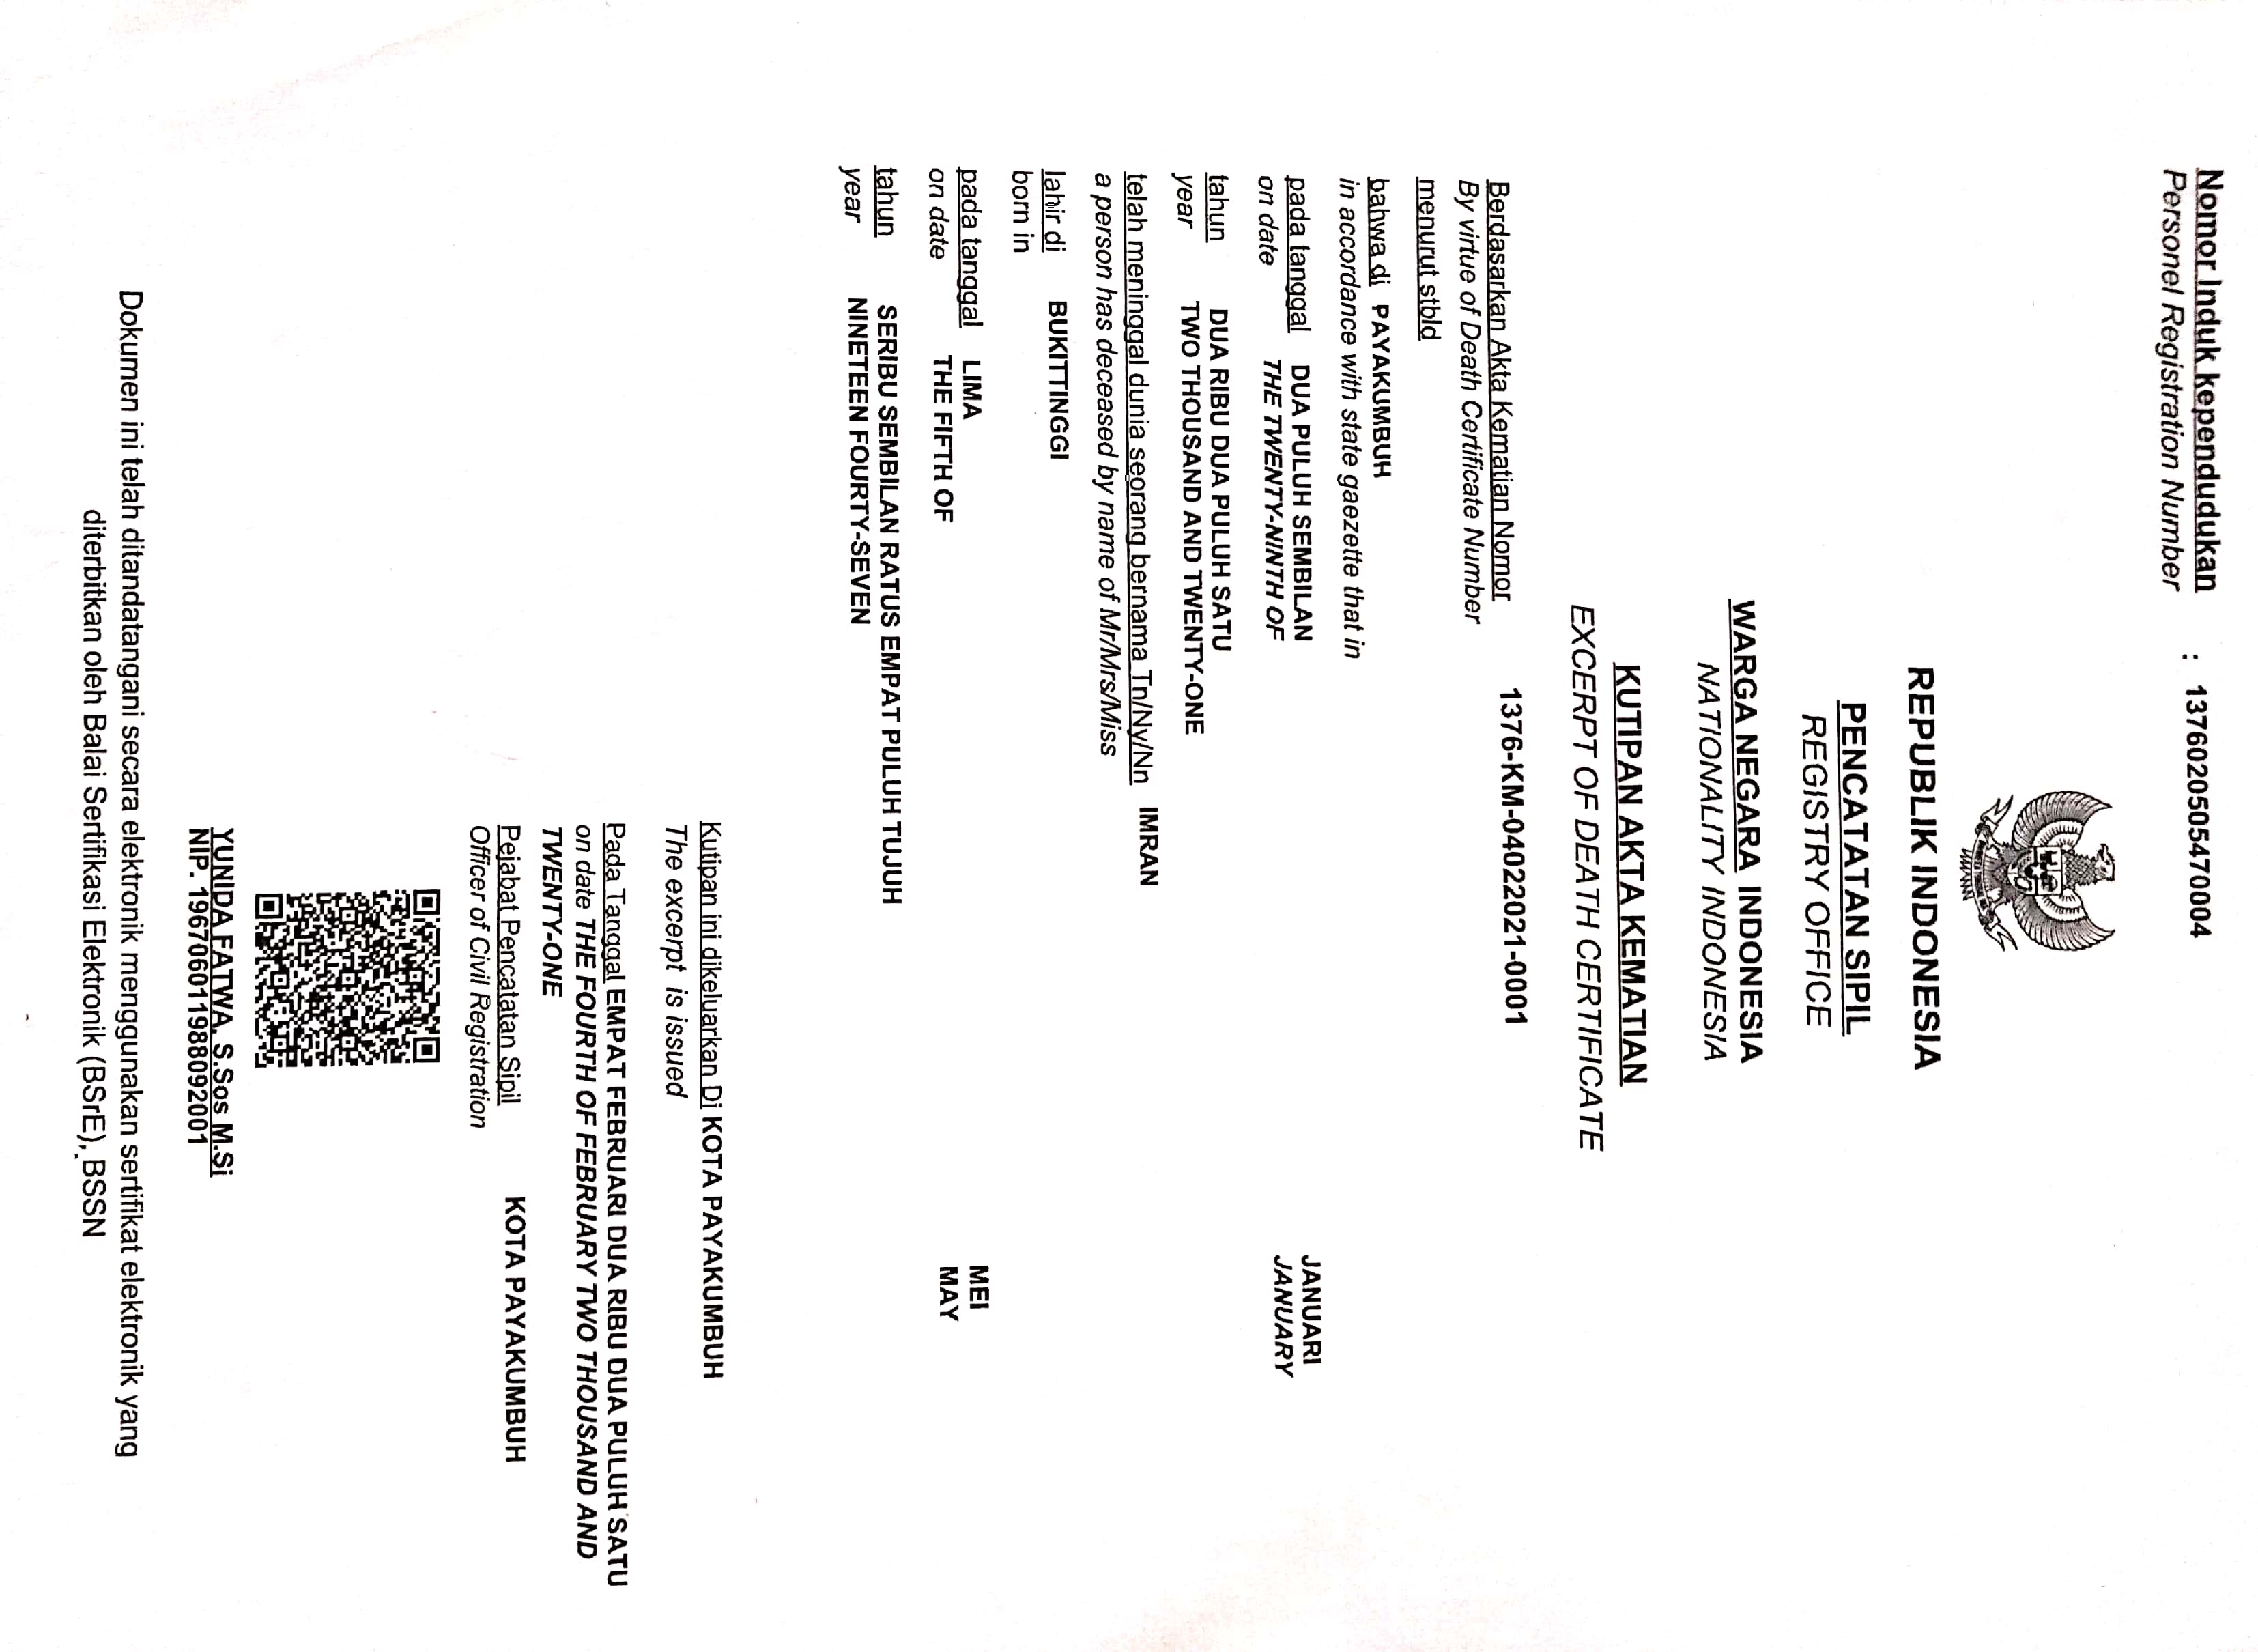 Nomor Induk kependudukan : 1376020505470004
Personel Registration Number
REPUBLIK INDONESIA
PENCATATAN SIPIL
REGISTRY OFFICE
WARGA NEGARA INDONESIA
NATIONALITY INDONESIA
KUTIPAN AKTA KEMATIAN
EXCERPT OF DEATH CERTIFICATE
Berdasarkan Akta Kematian Nomor 1376-KM-04022021-0001
By virtue of Death Certificate Number
menurut stbld
bahwa di PAYAKUMBUH
in accordance with state gaezette that in
pada tanggal DUA PULUH SEMBILAN JANUARI
on date THE TWENTY-NINTH OF JANUARY
tahun DUA RIBU DUA PULUH SATU
year TWO THOUSAND AND TWENTY-ONE
telah meninggal dunia seorang bernama Tn/Ny/Nn IMRAN
a person has deceased by name of Mr/Mrs/Miss
lahir di BUKITTINGGI
born in
pada tanggal LIMA MEI
on date THE FIFTH OF MAY
tahun SERIBU SEMBILAN RATUS EMPAT PULUH TUJUH
year NINETEEN FOURTY-SEVEN
Kutipan ini dikeluarkan Di KOTA PAYAKUMBUH
The excerpt is issued
Pada Tanggal EMPAT FEBRUARI DUA RIBU DUA PULUH SATU
on date THE FOURTH OF FEBRUARY TWO THOUSAND AND
TWENTY-ONE
Pejabat Pencatatan Sipil KOTA PAYAKUMBUH
Officer of Civil Registration
YUNIDA FATWA, S.Sos M.Si
NIP. 196706011988092001
Dokumen ini telah ditandatangani secara elektronik menggunakan sertifikat elektronik yang
diterbitkan oleh Balai Sertifikasi Elektronik (BSrE), BSSN